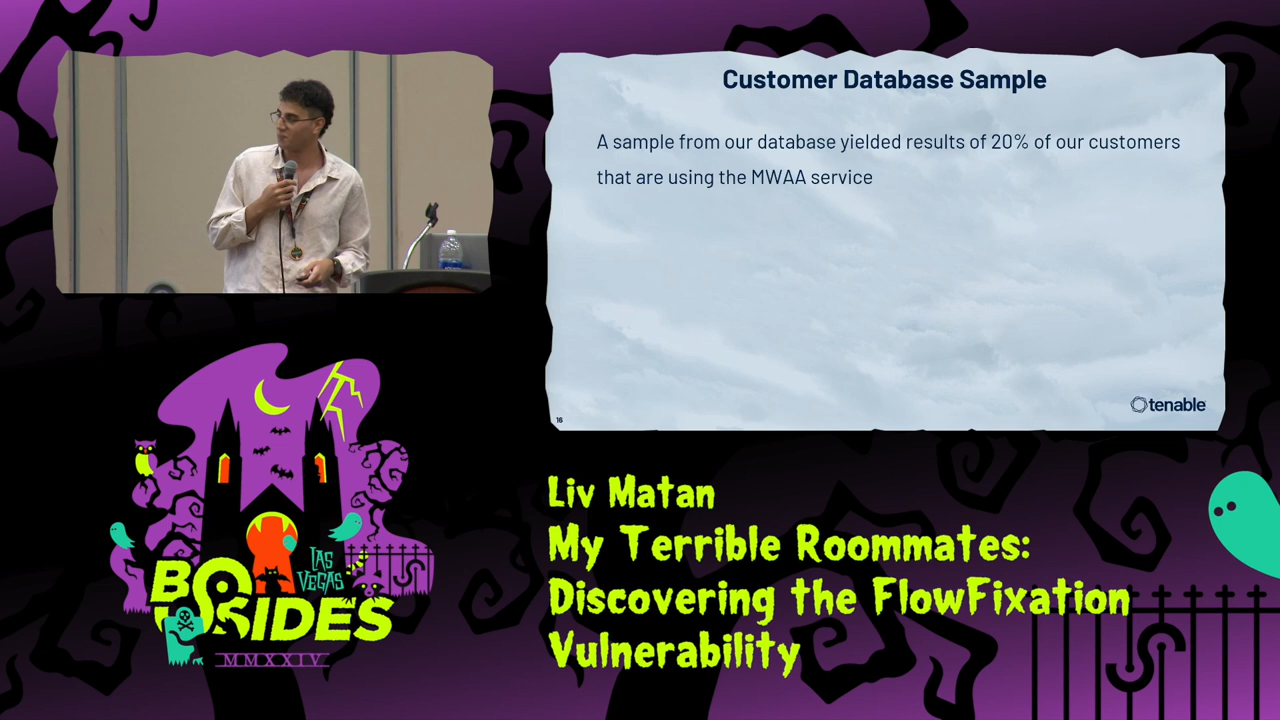 Customer Database Sample
A sample from our database yielded results of 20% of our customers
that are using the MWAA service
16
tenable
Liv Matan
My Terrible Roommates:
Discovering the FlowFixation
Vulnerability
LAS
VEGAS
BSIDES
MMXXIV